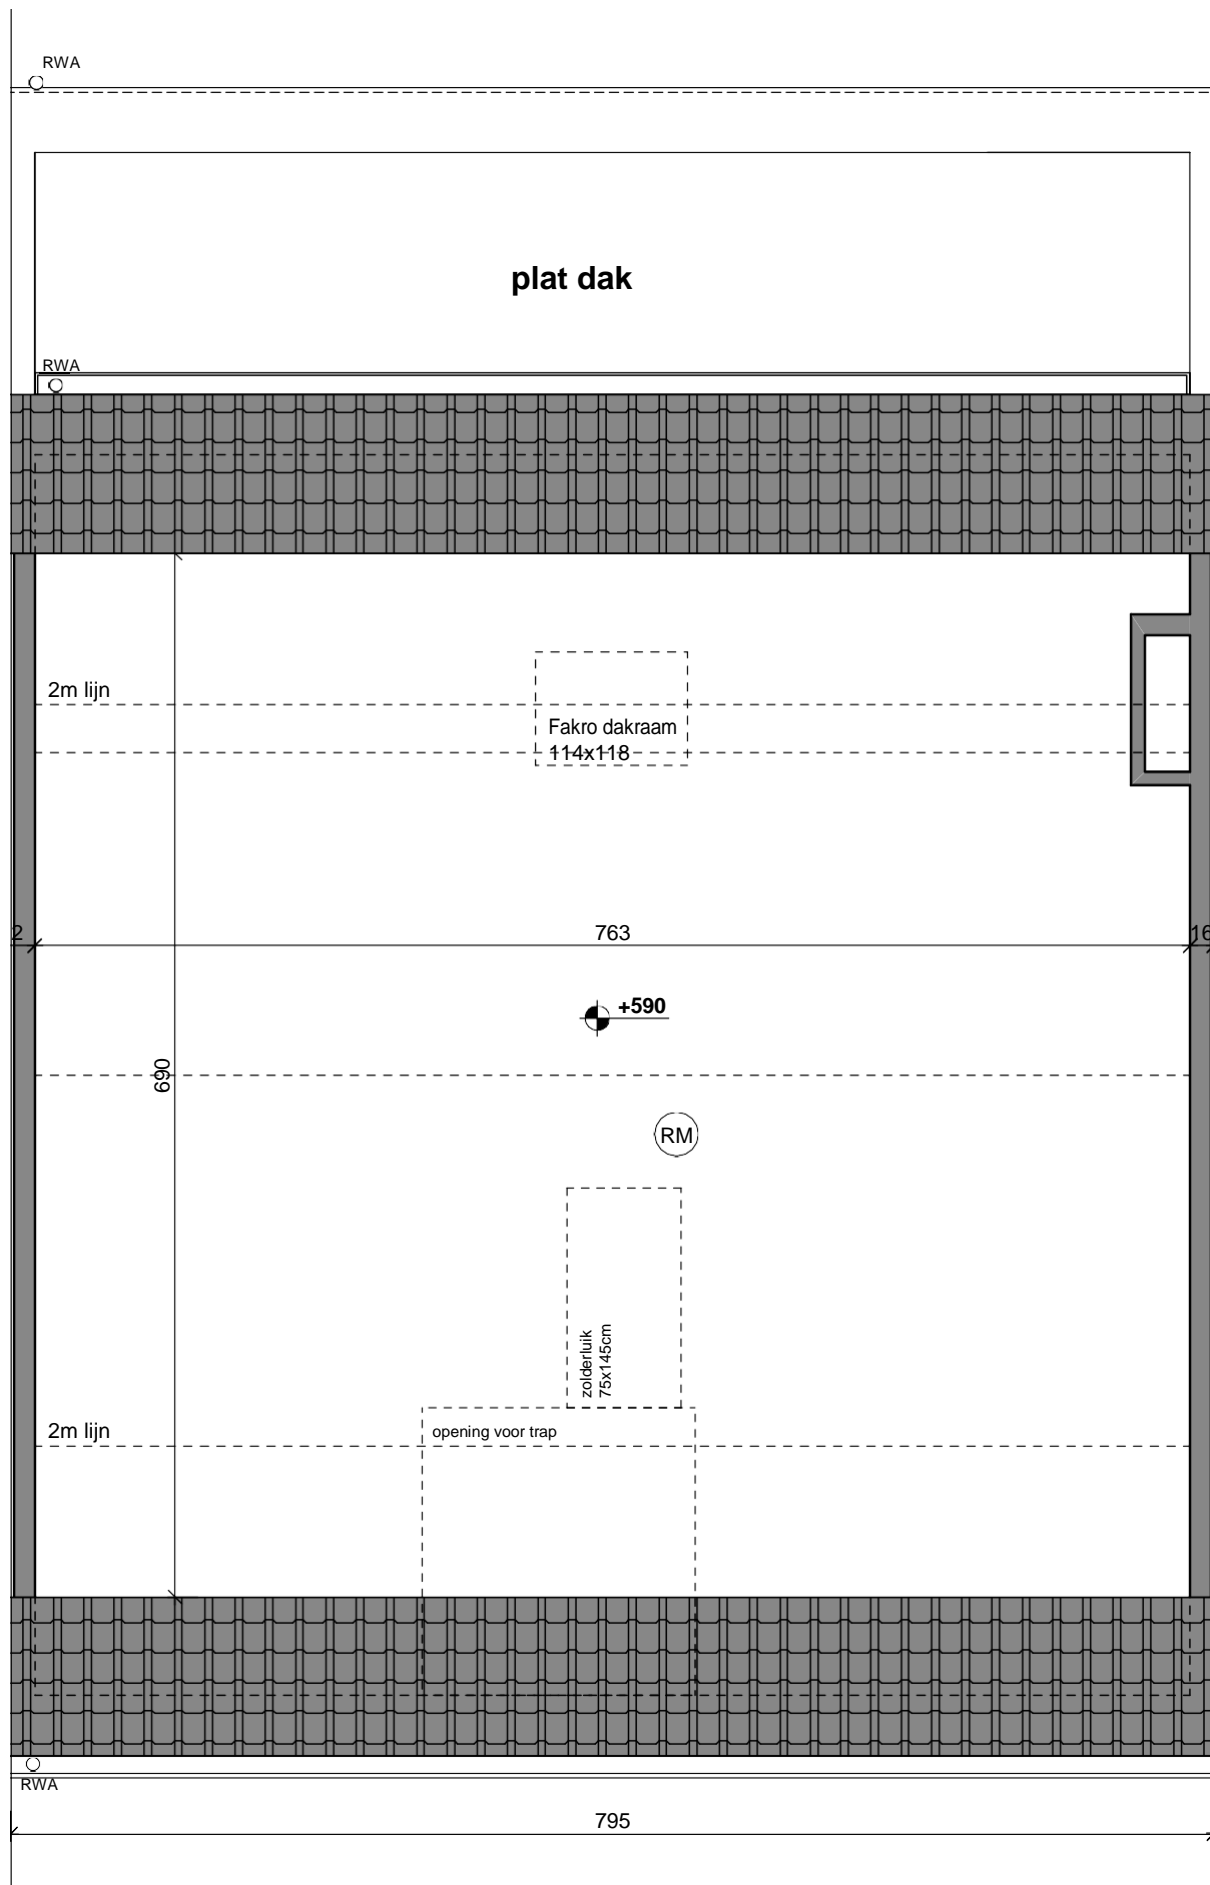 RWA
plat dak
RWA
2m lijn
Fakro dakraam
114x118
2
763
16
+590
690
RM
zolderluik
75x145cm
2m lijn
opening voor trap
RWA
795